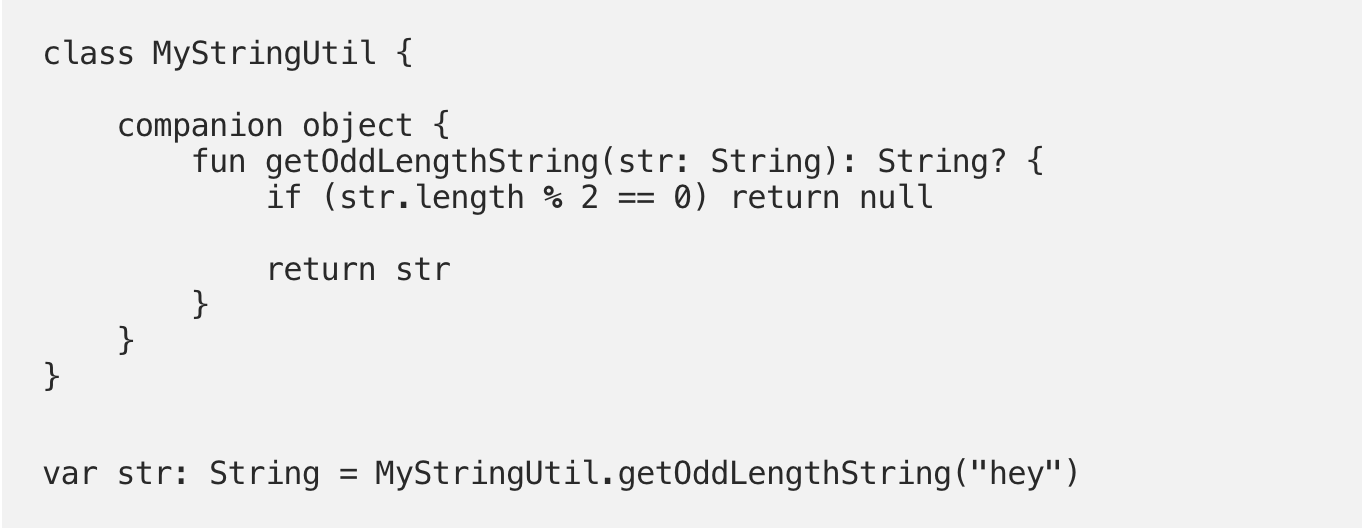 class MyStringUtil {
companion object {
fun getOddLengthString(str: String): String? {
if (str.length % 2 == 0) return null
return str
}
}
}
var str: String = MyStringUtil.getOddLengthString("hey")